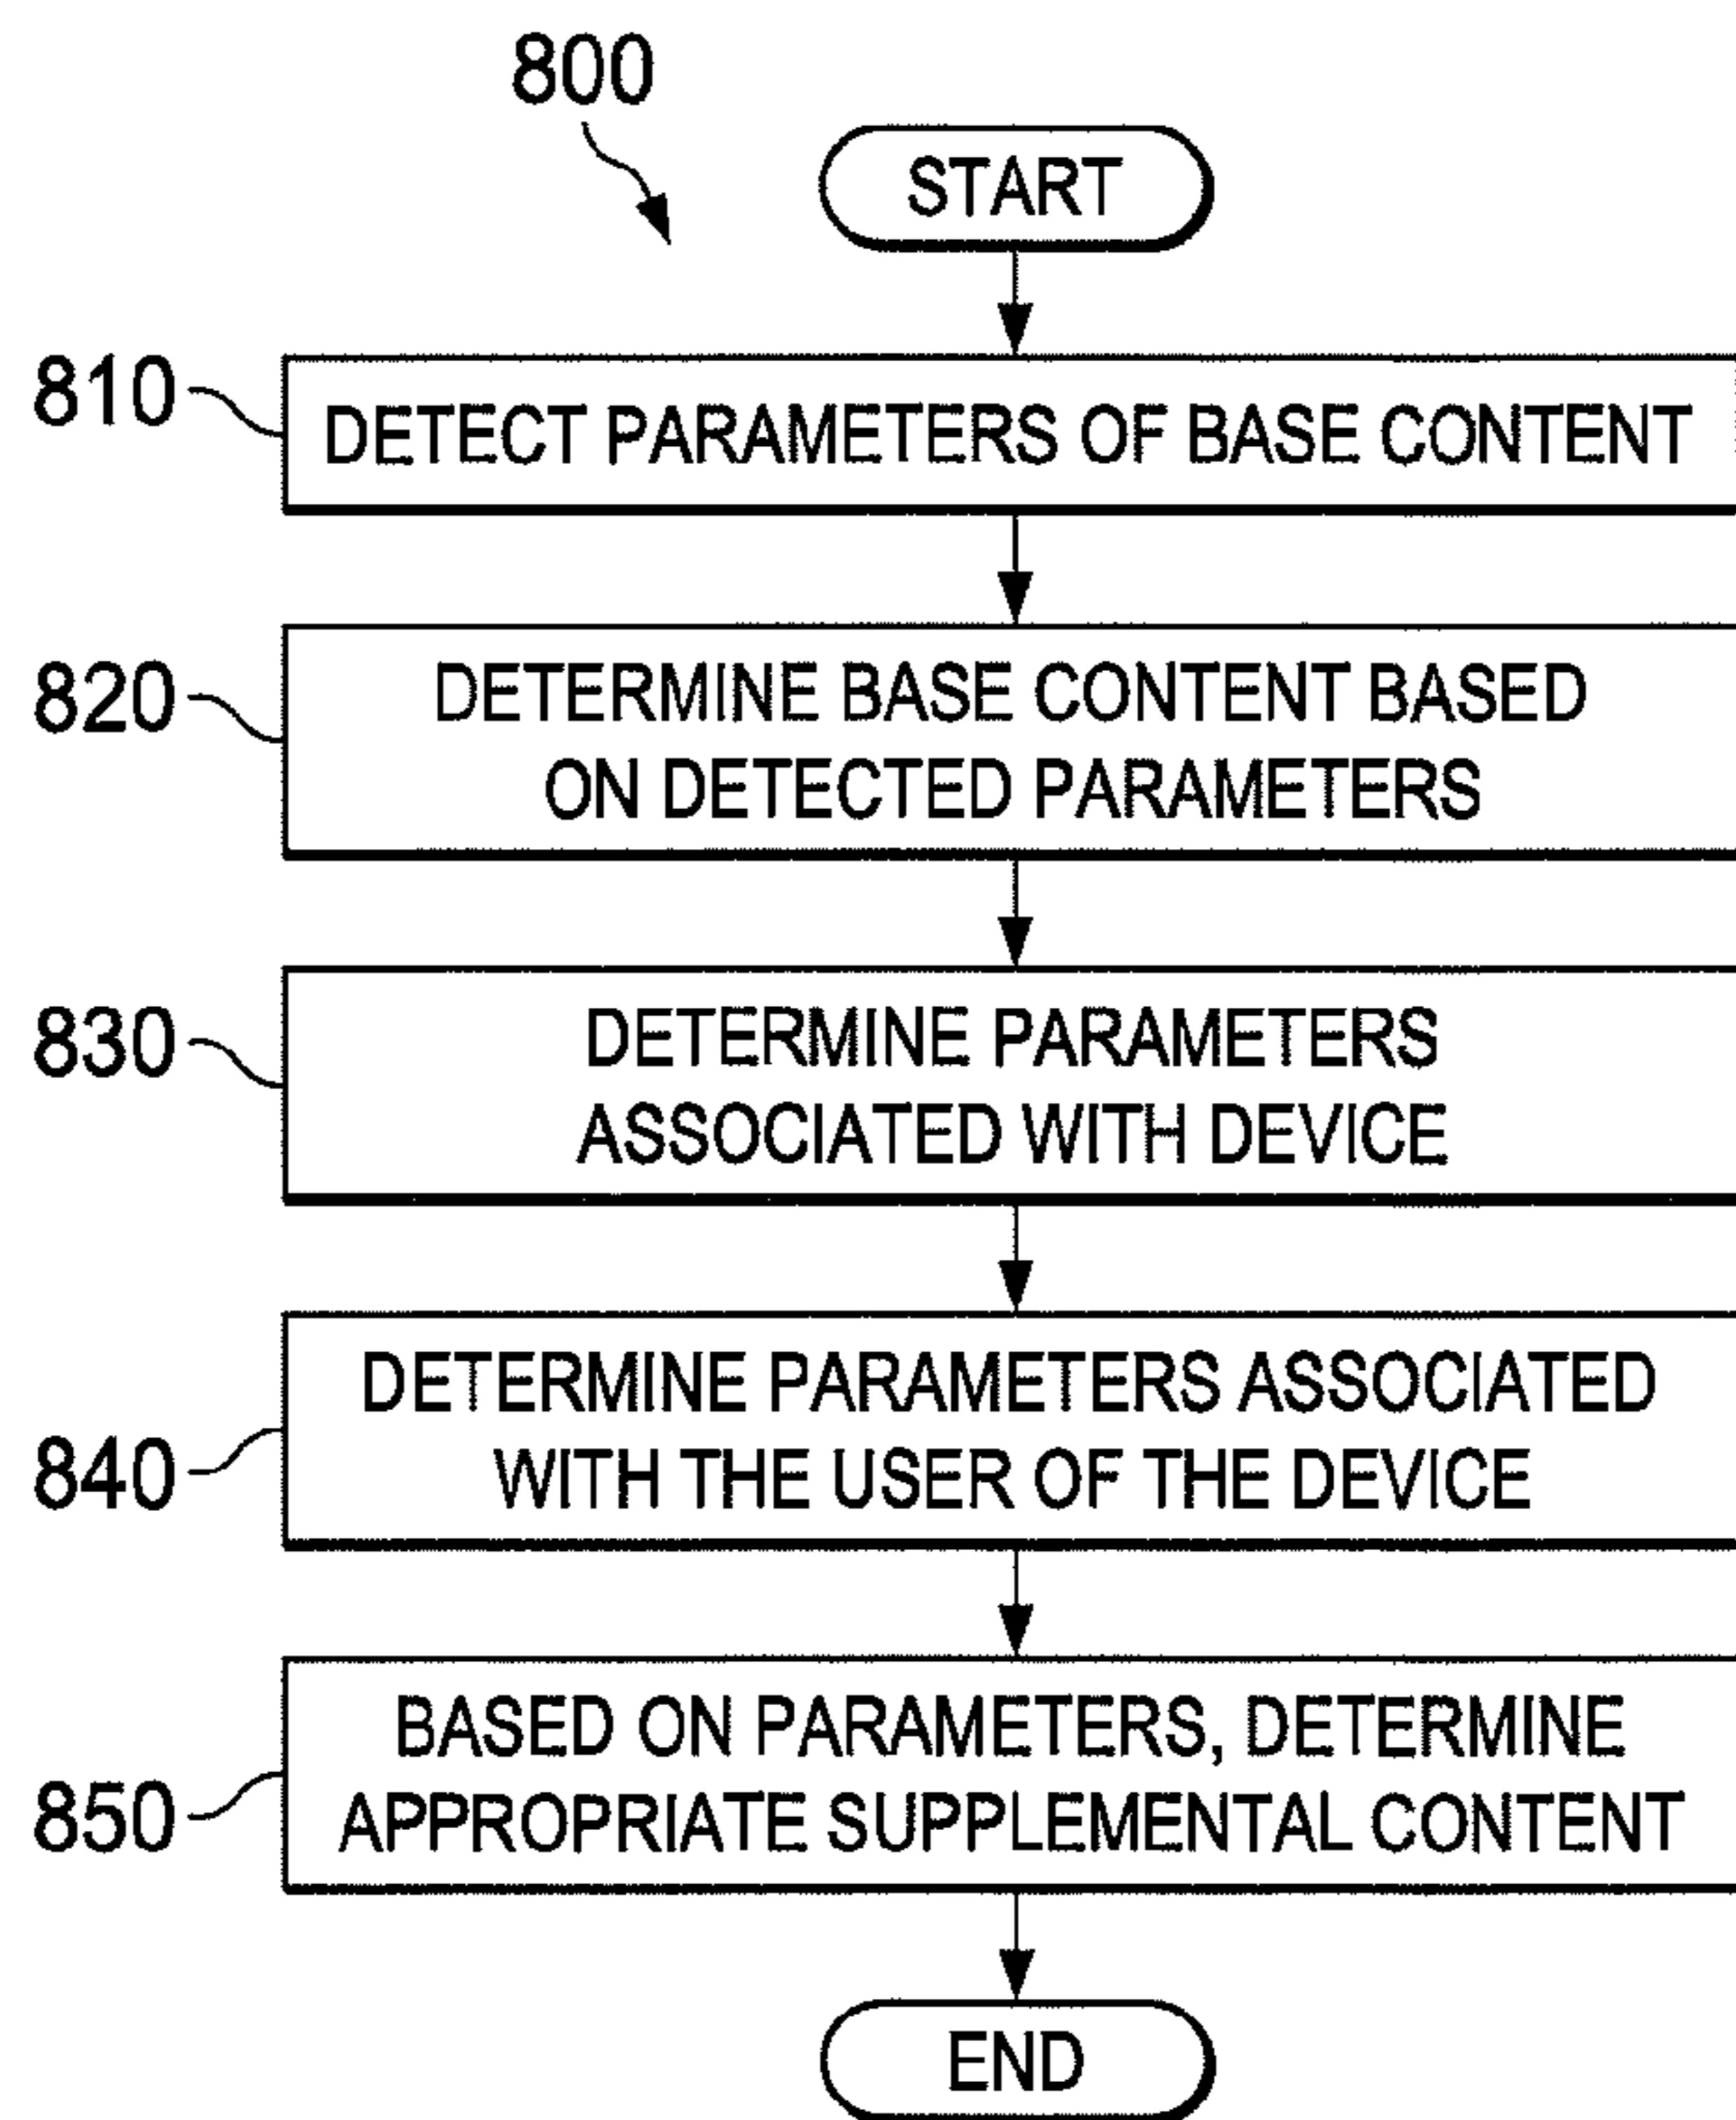 800
START
810
DETECT PARAMETERS OF BASE CONTENT
820
DETERMINE BASE CONTENT BASED
ON DETECTED PARAMETERS
830
DETERMINE PARAMETERS
ASSOCIATED WITH DEVICE
840
DETERMINE PARAMETERS ASSOCIATED
WITH THE USER OF THE DEVICE
850
BASED ON PARAMETERS, DETERMINE
APPROPRIATE SUPPLEMENTAL CONTENT
END